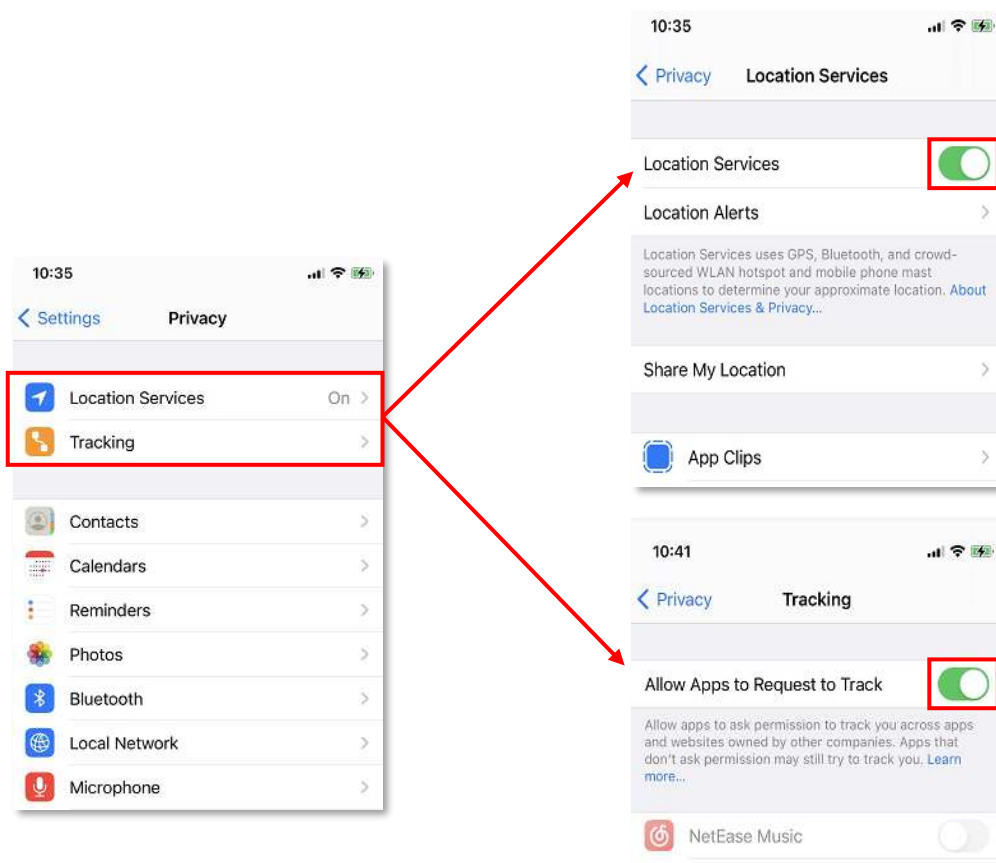 10:35
Settings
Privacy
Location Services
On
Tracking
Contacts
Calendars
Reminders
Photos
Bluetooth
Local Network
Microphone
10:35
Privacy
Location Services
Location Services
Location Alerts
Location Services uses GPS, Bluetooth, and crowd-
sourced WLAN hotspot and mobile phone mast
locations to determine your approximate location. About
Location Services & Privacy...
Share My Location
App Clips
10:41
Privacy
Tracking
Allow Apps to Request to Track
Allow apps to ask permission to track you across apps
and websites owned by other companies. Apps that
don't ask permission may still try to track you. Learn
more...
NetEase Music